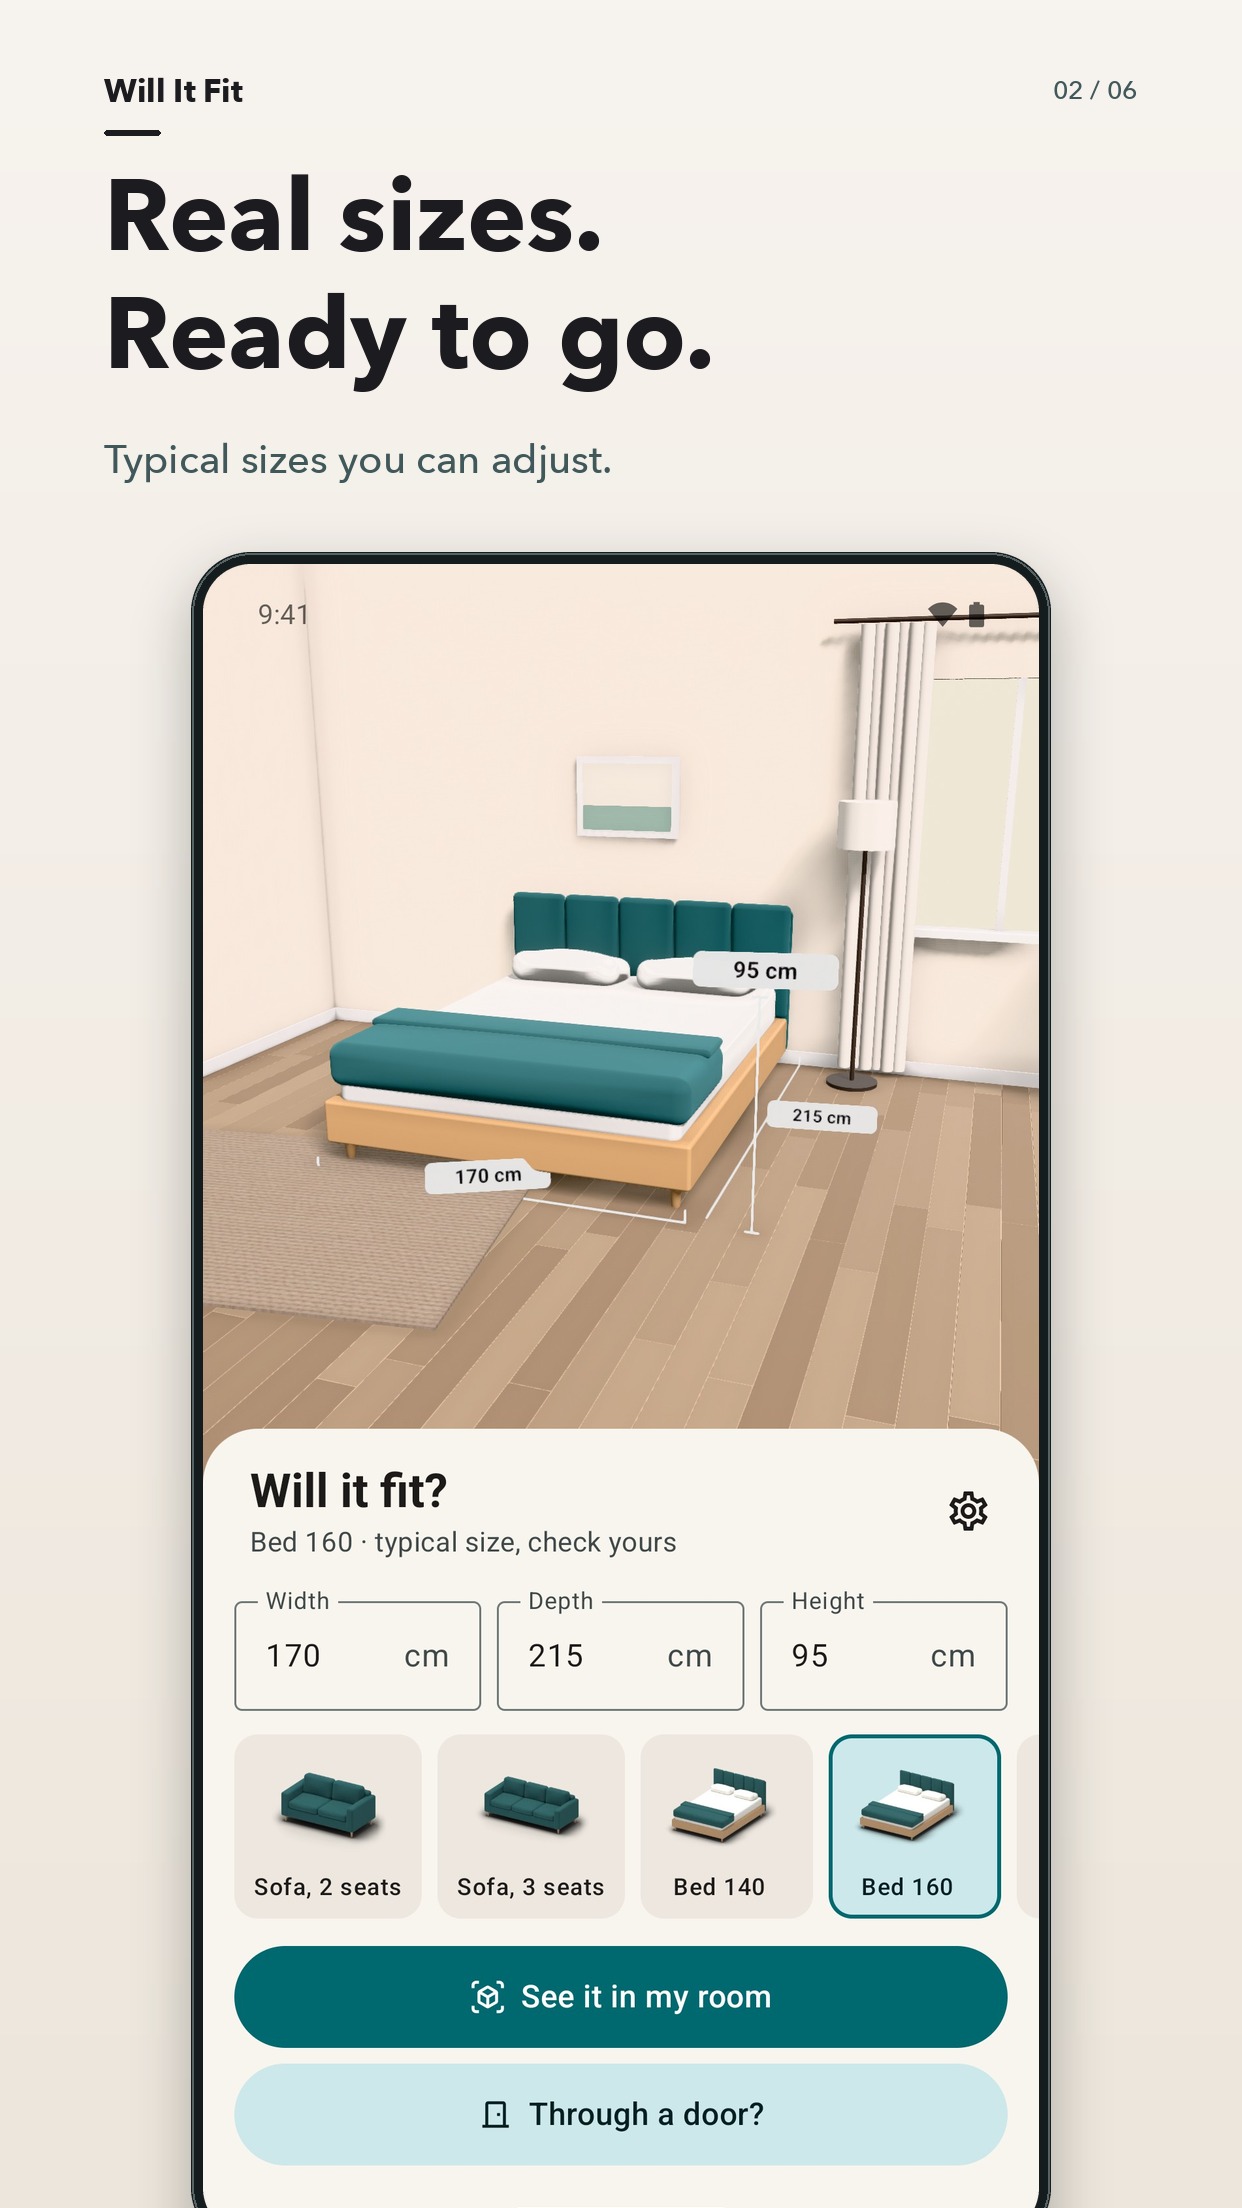 Will It Fit
02 / 06
Real sizes.
Ready to go.
Typical sizes you can adjust.
9:41
95 cm
215 cm
170 cm
Will it fit?
Bed 160 · typical size, check yours
Width
Depth
Height
170 cm
215 cm
95 cm
Sofa, 2 seats
Sofa, 3 seats
Bed 140
Bed 160
See it in my room
Through a door?